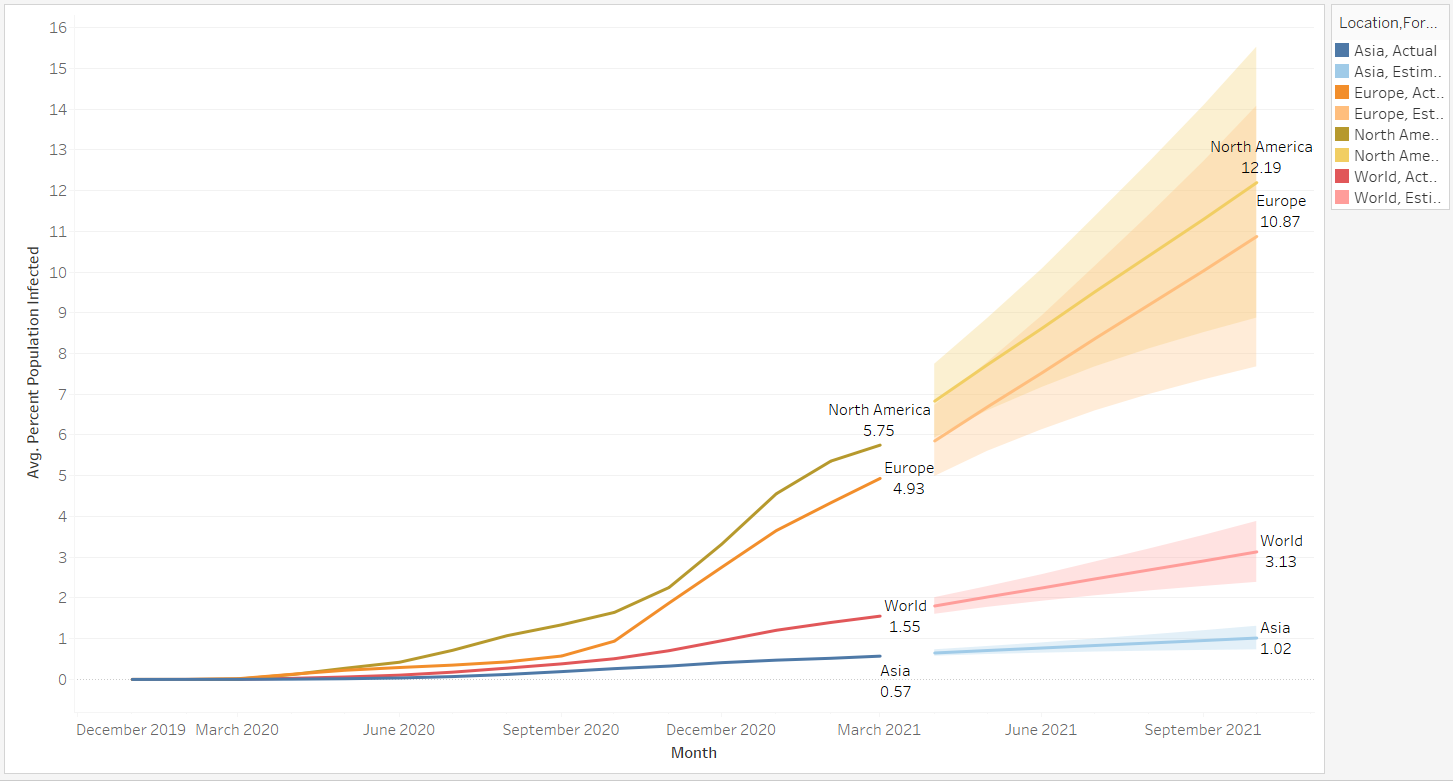 16
15
14
13
12
11
10
9
8
7
6
5
4
3
2
1
0
Avg. Percent Population Infected
North America
12.19
Europe
10.87
North America
5.75
Europe
4.93
World
3.13
World
1.55
Asia
1.02
Asia
0.57
December 2019 March 2020 June 2020 September 2020 December 2020 March 2021 June 2021 September 2021
Month
Location,For...
Asia, Actual
Asia, Estim..
Europe, Act..
Europe, Est..
North Ame..
North Ame..
World, Act..
World, Esti..